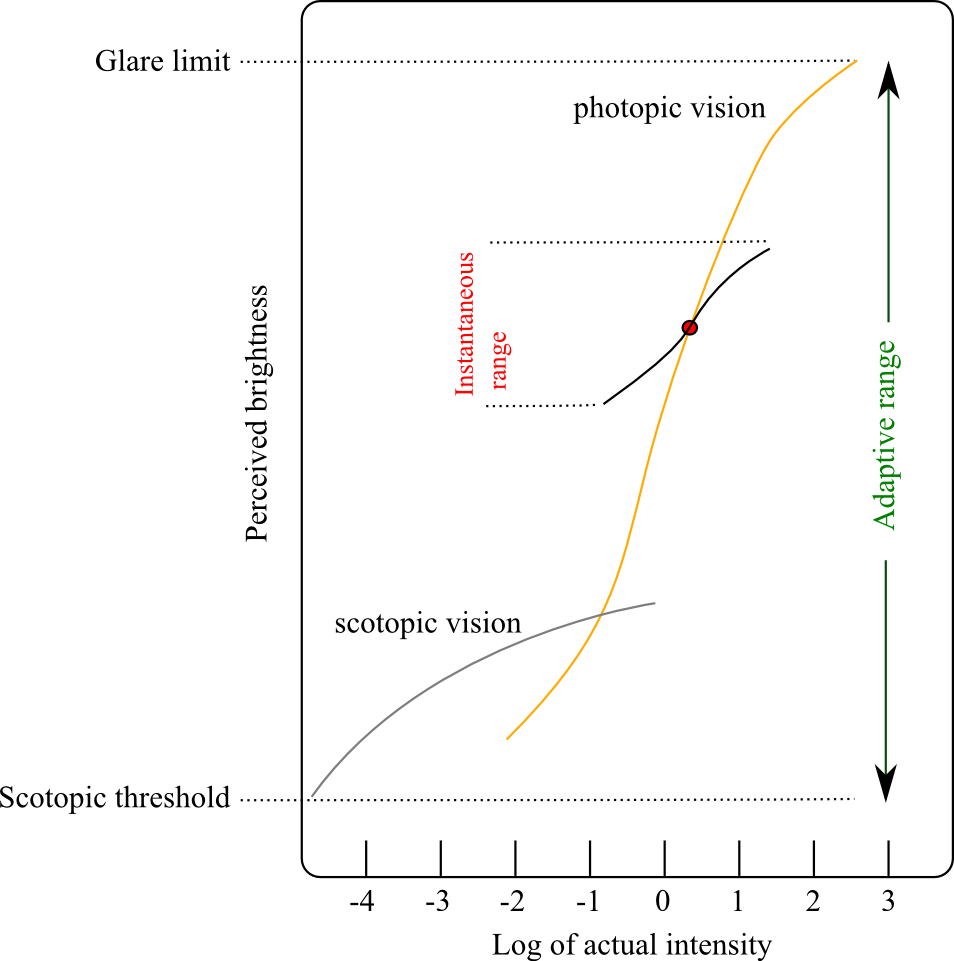 Glare limit
photopic vision
Instantaneous
range
Perceived brightness
Adaptive range
scotopic vision
Scotopic threshold
-4 -3 -2 -1 0 1 2 3
Log of actual intensity